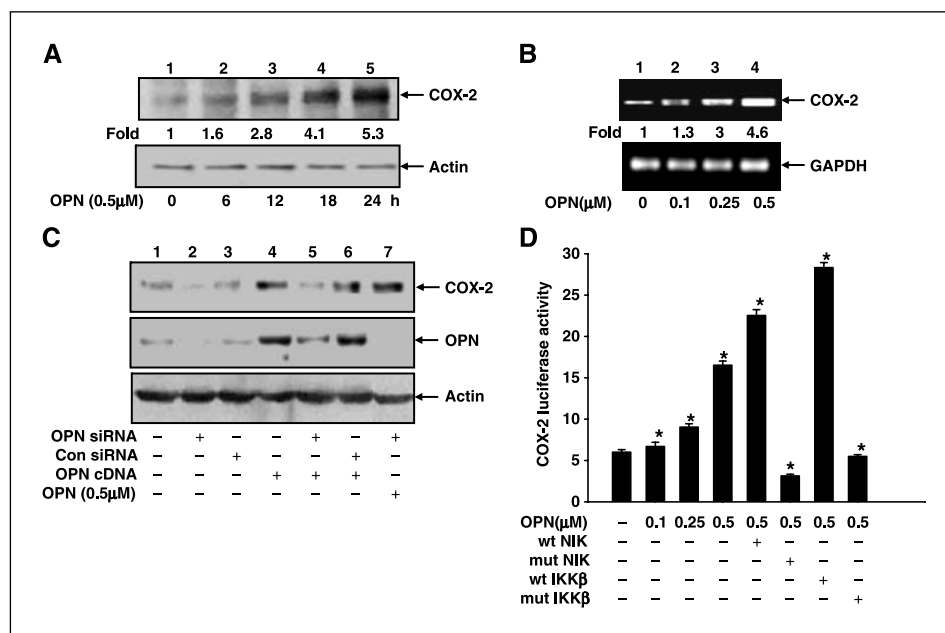 A
1 2 3 4 5
COX-2
Fold 1 1.6 2.8 4.1 5.3
Actin
OPN (0.5μM) 0 6 12 18 24 h
B
1 2 3 4
COX-2
Fold 1 1.3 3 4.6
GAPDH
OPN(μM) 0 0.1 0.25 0.5
C
1 2 3 4 5 6 7
COX-2
OPN
Actin
OPN siRNA – + – – + – +
Con siRNA – – + – – + –
OPN cDNA – – – + + + –
OPN (0.5μM) – – – – – – +
D
COX-2 luciferase activity
30
25
20
15
10
5
0
* * * * * * *
OPN(μM) – 0.1 0.25 0.5 0.5 0.5 0.5 0.5
wt NIK – – – – + – – –
mut NIK – – – – – + – –
wt IKKβ – – – – – – + –
mut IKKβ – – – – – – – +